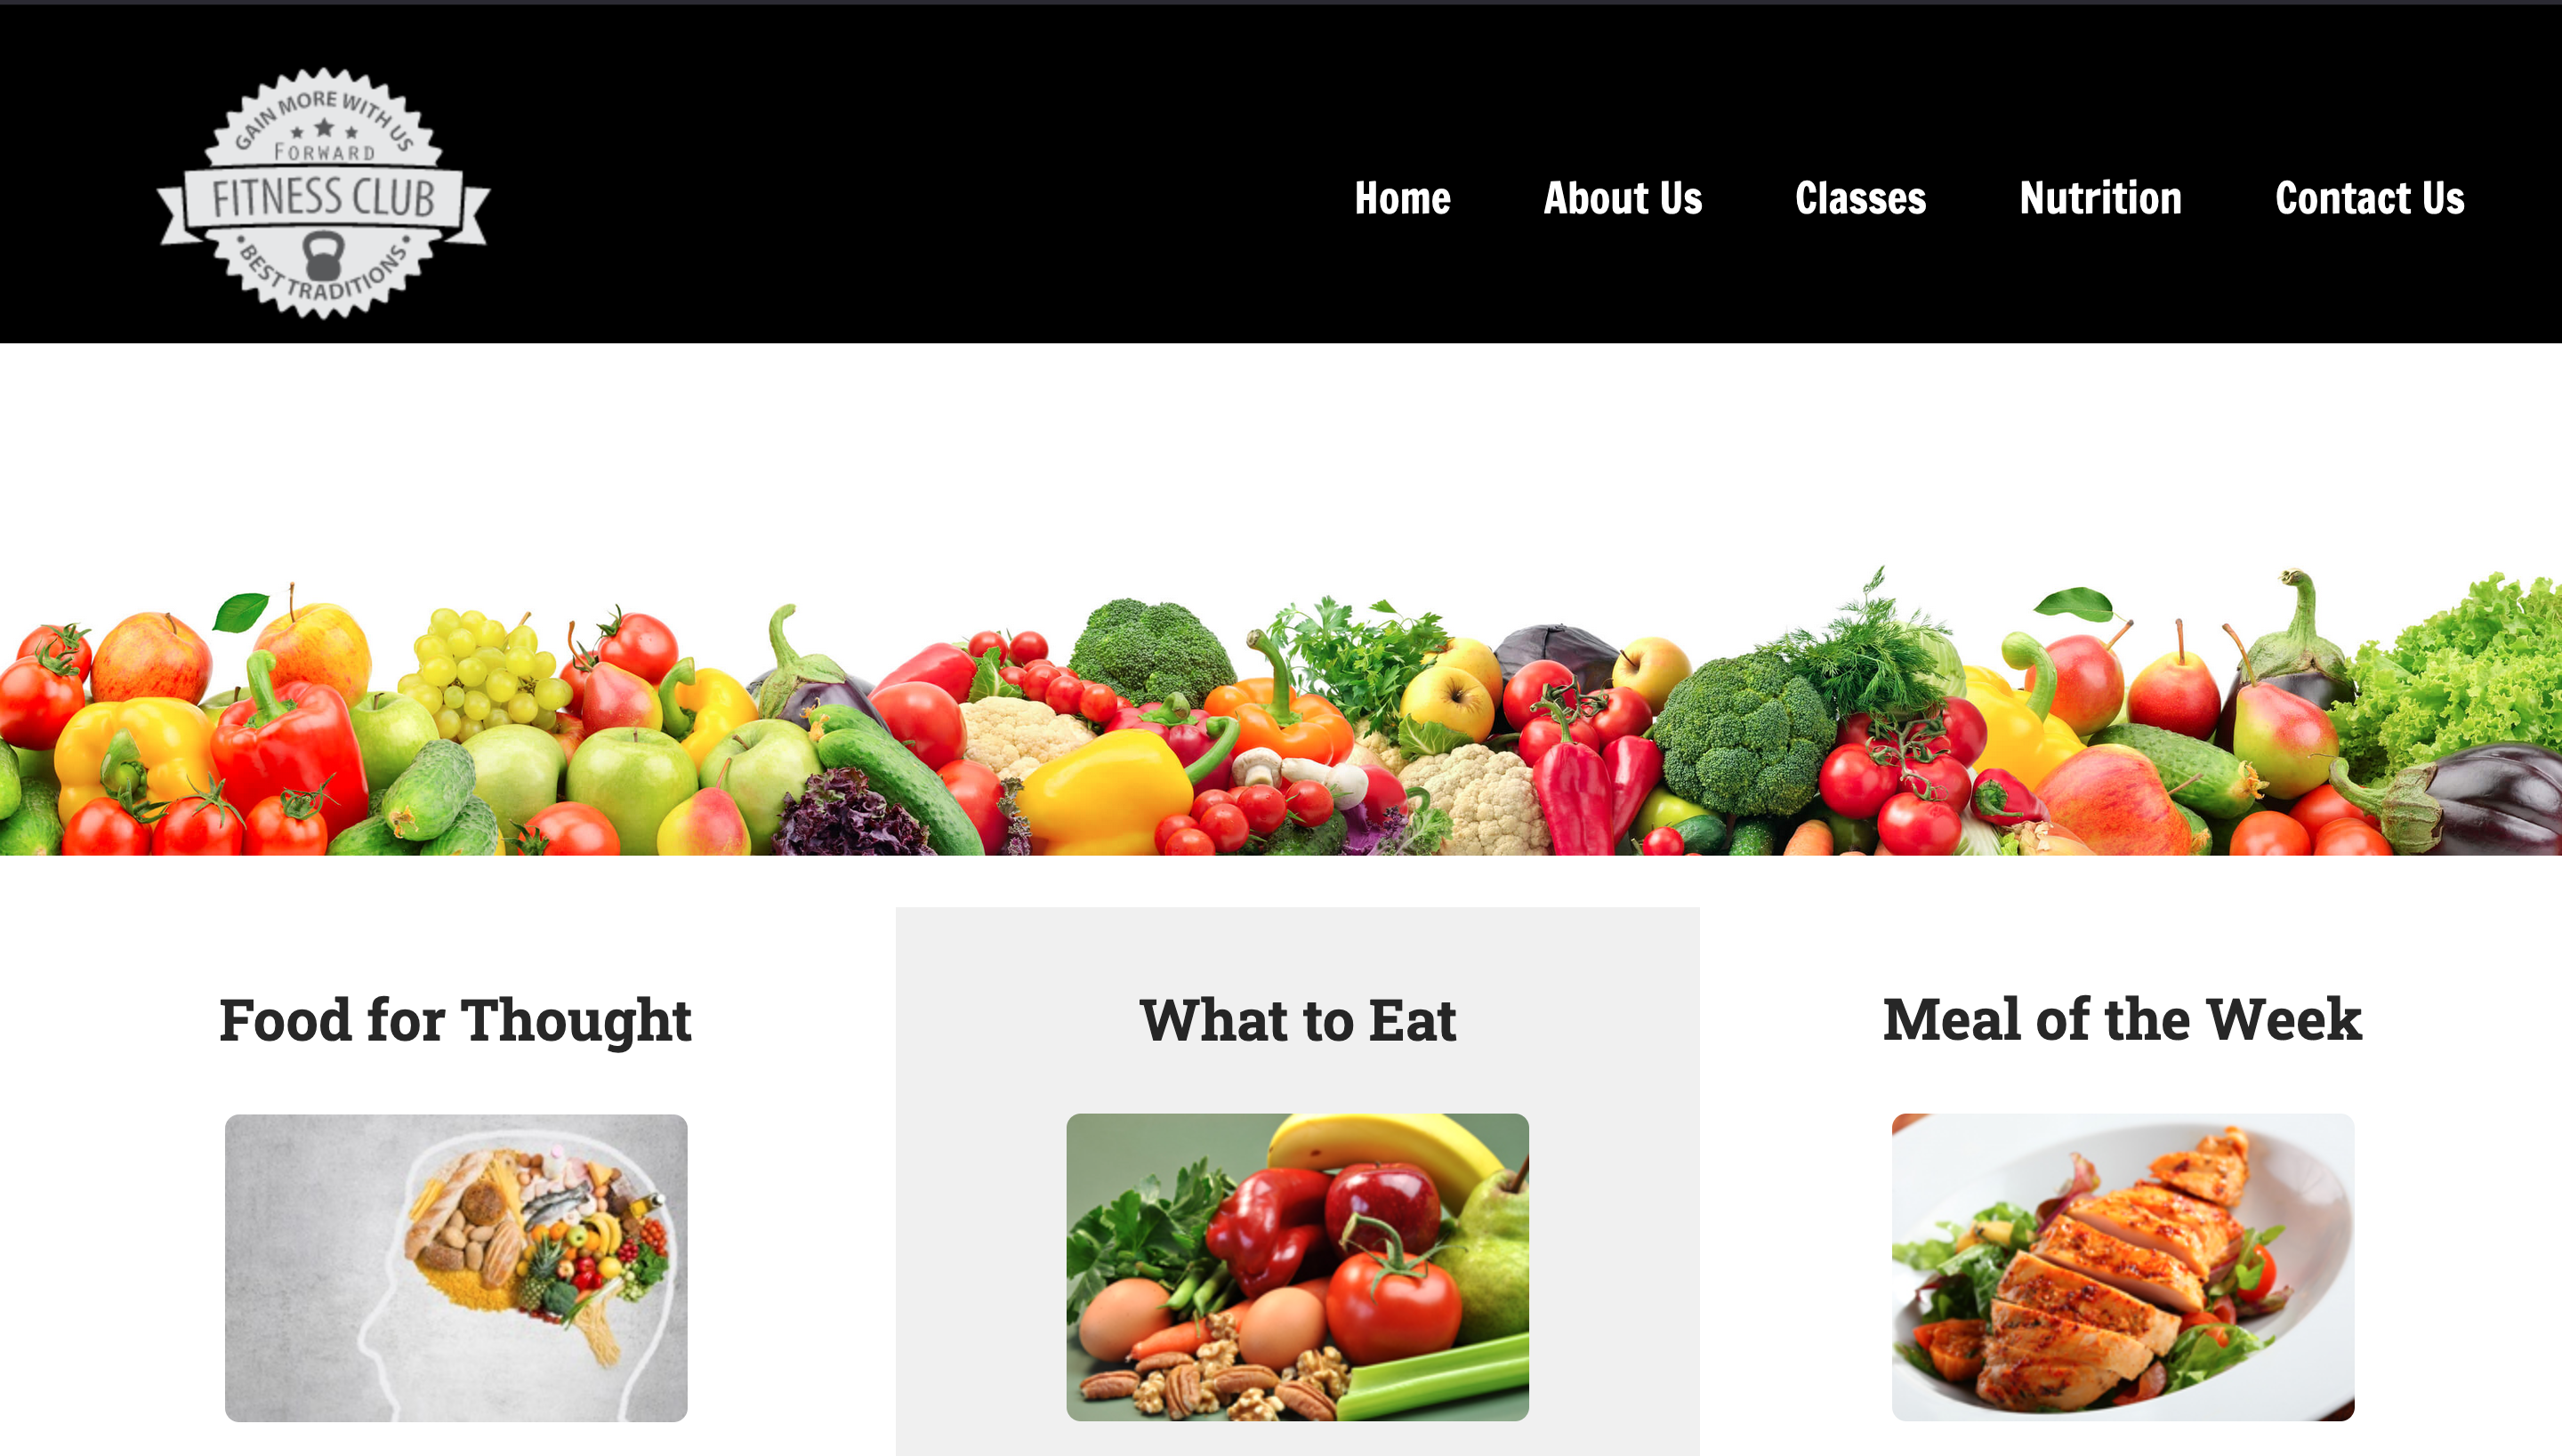 GAIN MORE WITH US
FORWARD
FITNESS CLUB
BEST TRADITIONS
Home
About Us
Classes
Nutrition
Contact Us
Food for Thought
What to Eat
Meal of the Week